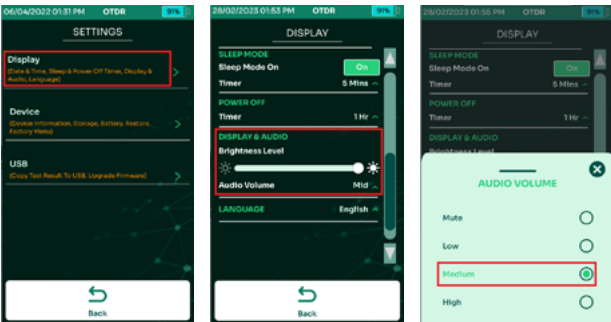 06/04/2022 01:31 PM OTDR 91%
SETTINGS
Display
(Date & Time, Sleep & Power Off Timer, Display &
Audio, Language)
Device
(Device Information, Storage, Battery, Restore,
Factory Menu)
USB
(Copy Test Result To USB, Upgrade Firmware)
Back
28/02/2023 01:53 PM OTDR 91%
DISPLAY
SLEEP MODE
Sleep Mode On On
Timer 5 Mins
POWER OFF
Timer 1 Hr
DISPLAY & AUDIO
Brightness Level
Audio Volume Mid
LANGUAGE English
Back
28/02/2023 01:55 PM OTDR 91%
DISPLAY
SLEEP MODE
Sleep Mode On On
Timer 5 Mins
POWER OFF
Timer 1 Hr
DISPLAY & AUDIO
Brightness Level
AUDIO VOLUME
Mute
Low
Medium
High